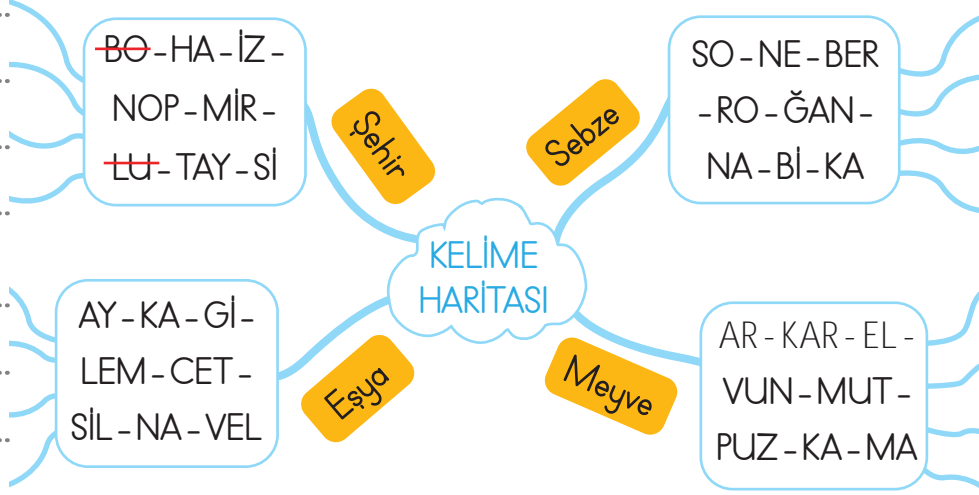 BO-HA-İZ-
NOP-MİR-
LU-TAY-Sİ
Şehir
Sebze
SO-NE-BER
-RO-ĞAN-
NA-Bİ-KA
KELİME
HARİTASI
AY-KA-Gİ-
LEM-CET-
SİL-NA-VEL
Eşya
Meyve
AR-KAR-EL-
VUN-MUT-
PUZ-KA-MA